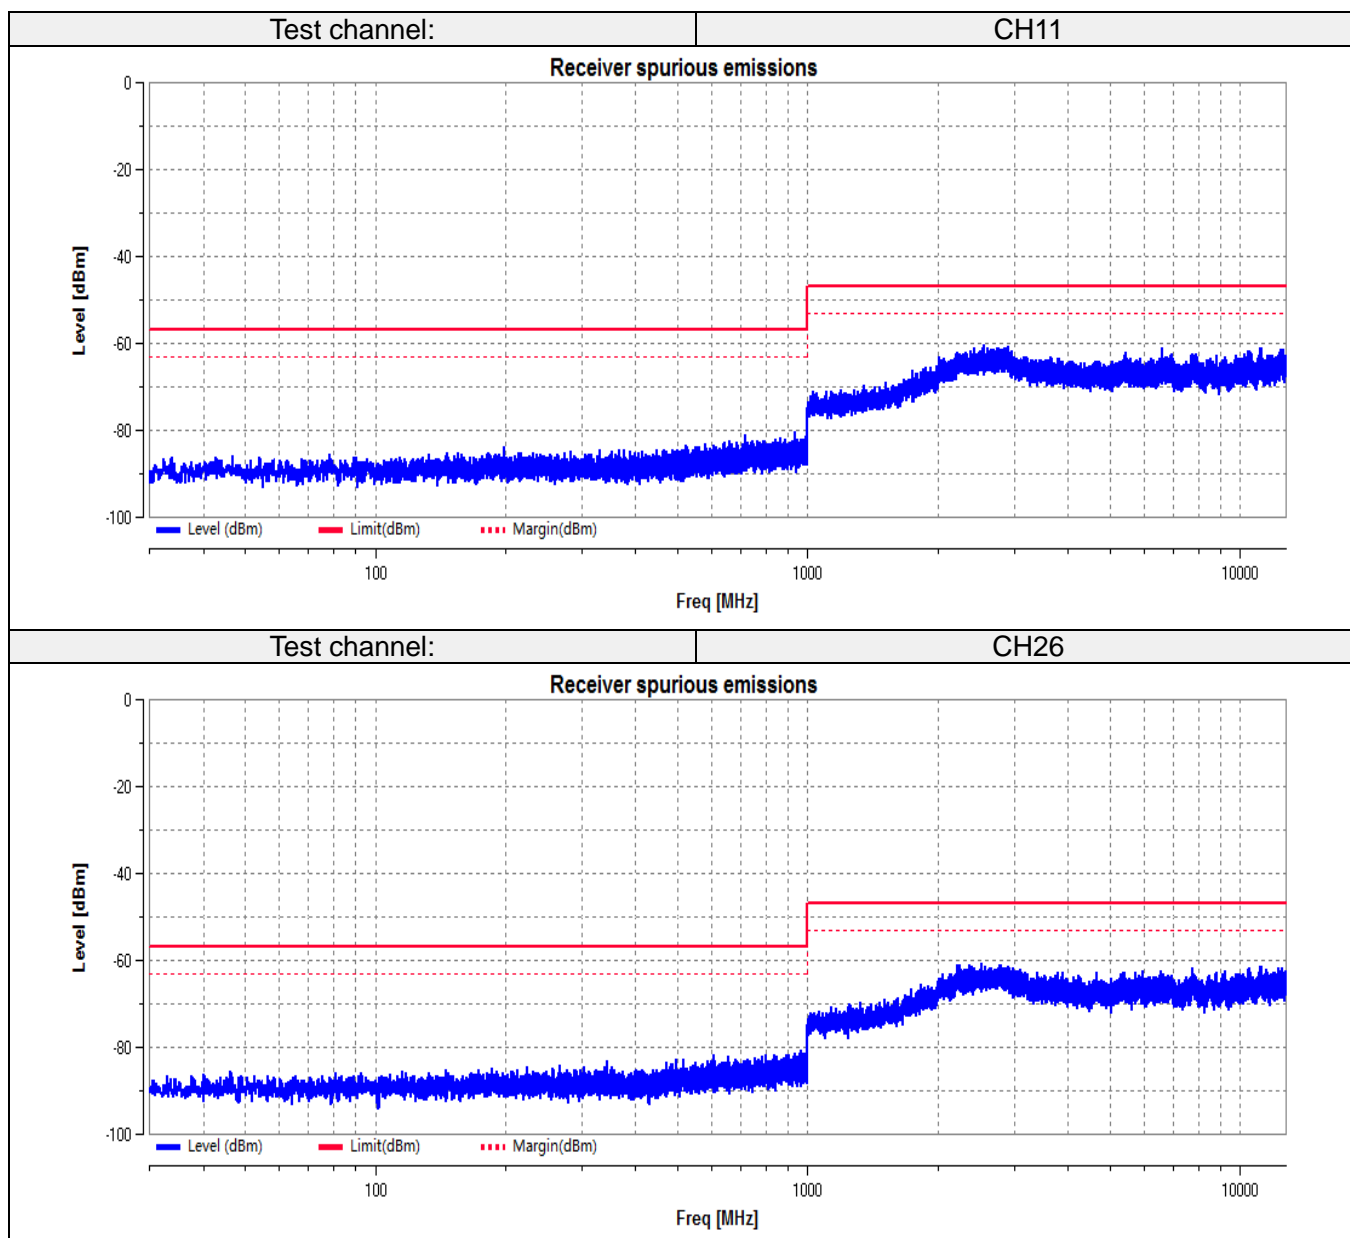 Test channel: CH11
Receiver spurious emissions
0
-20
-40
-60
-80
-100
Level [dBm]
Level (dBm) Limit(dBm) Margin(dBm)
100 1000 10000
Freq [MHz]
Test channel: CH26
Receiver spurious emissions
0
-20
-40
-60
-80
-100
Level [dBm]
Level (dBm) Limit(dBm) Margin(dBm)
100 1000 10000
Freq [MHz]